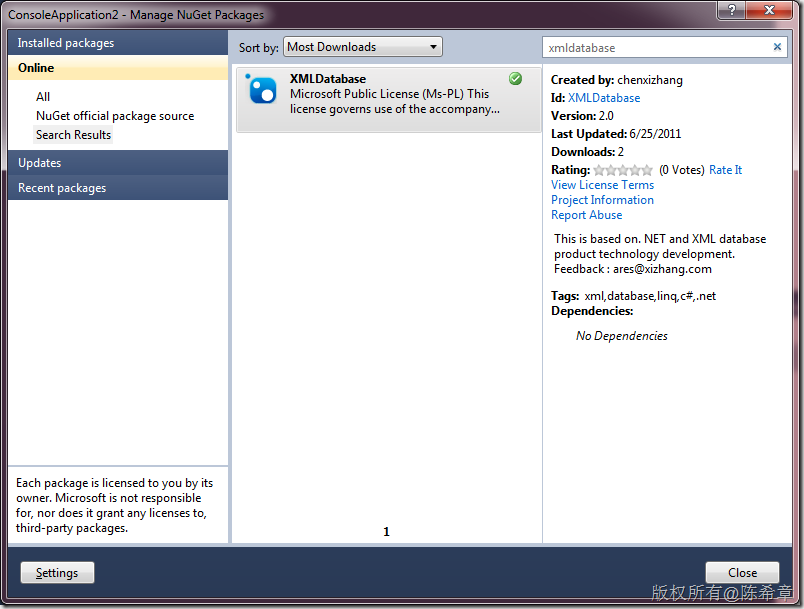 ConsoleApplication2 - Manage NuGet Packages
?
Installed packages
Online
All
NuGet official package source
Search Results
Updates
Recent packages
Each package is licensed to you by its
owner. Microsoft is not responsible
for, nor does it grant any licenses to,
third-party packages.
Settings
Sort by: Most Downloads
XMLDatabase
Microsoft Public License (Ms-PL) This
license governs use of the accompany...
1
xmldatabase
Created by: chenxizhang
Id: XMLDatabase
Version: 2.0
Last Updated: 6/25/2011
Downloads: 2
Rating: (0 Votes) Rate It
View License Terms
Project Information
Report Abuse
This is based on. NET and XML database
product technology development.
Feedback : ares@xizhang.com
Tags: xml,database,linq,c#,.net
Dependencies:
No Dependencies
Close
版权所有@陈希章